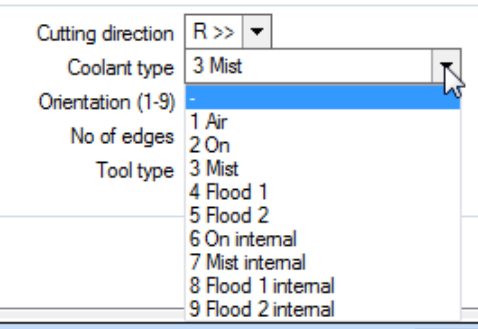 Cutting direction R >>
Coolant type 3 Mist
Orientation (1-9) -
1 Air
No of edges 2 On
3 Mist
Tool type
4 Flood 1
5 Flood 2
6 On internal
7 Mist internal
8 Flood 1 internal
9 Flood 2 internal